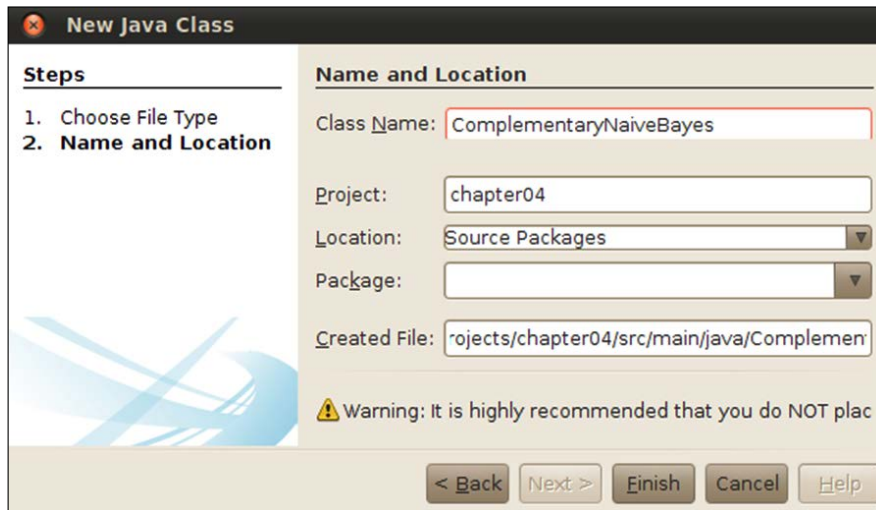 New Java Class
Steps
1. Choose File Type
2. Name and Location
Name and Location
Class Name: ComplementaryNaiveBayes
Project: chapter04
Location: Source Packages
Package:
Created File: rojects/chapter04/src/main/java/Complemen
Warning: It is highly recommended that you do NOT plac
< Back Next > Finish Cancel Help